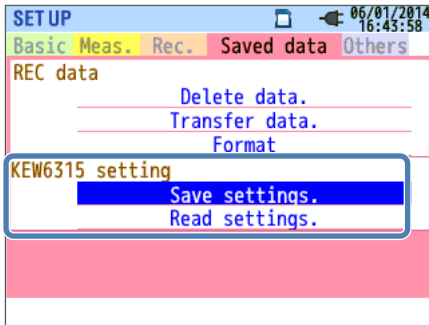 SET UP 06/01/2014
16:43:58
Basic Meas. Rec. Saved data Others
REC data
Delete data.
Transfer data.
Format
KEW6315 setting
Save settings.
Read settings.